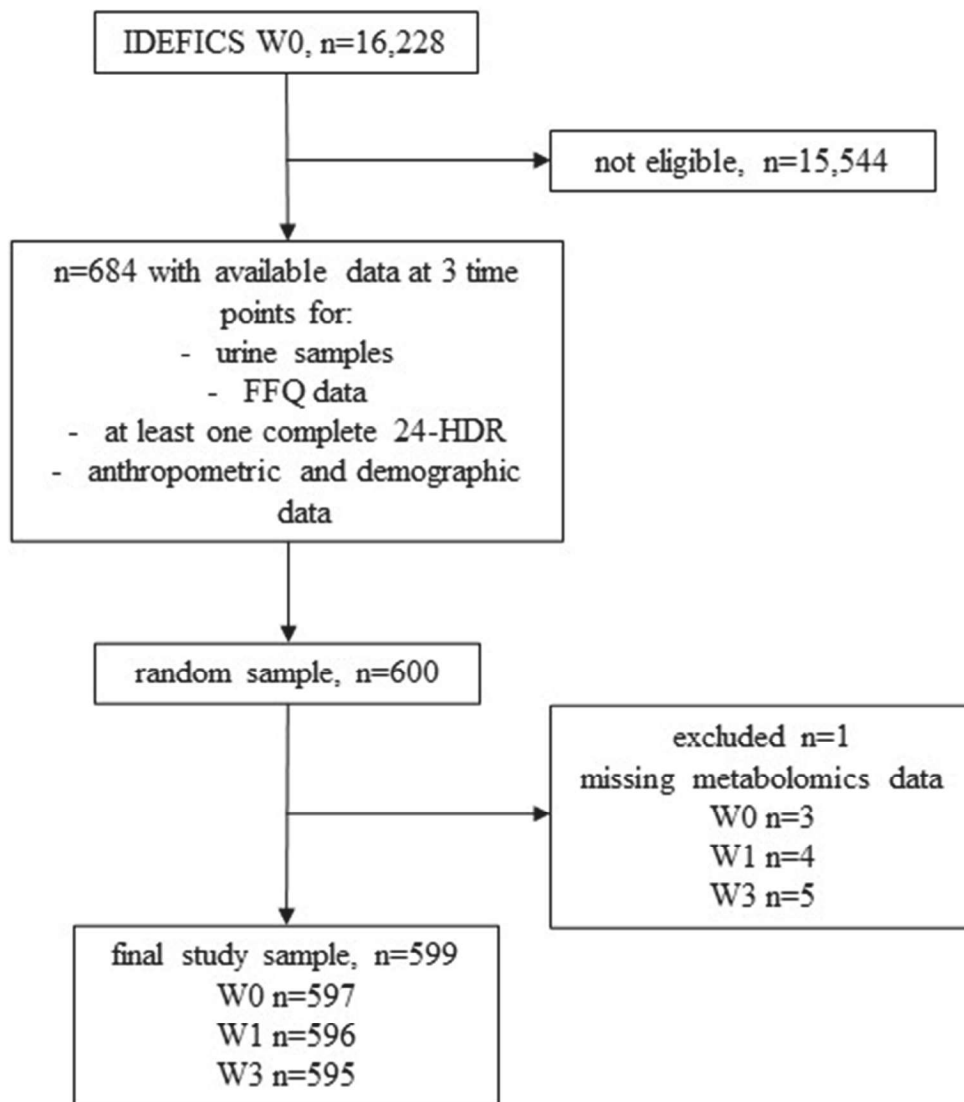 IDEFICS W0, n=16,228
not eligible, n=15,544
n=684 with available data at 3 time
points for:
- urine samples
- FFQ data
- at least one complete 24-HDR
- anthropometric and demographic
data
random sample, n=600
excluded n=1
missing metabolomics data
W0 n=3
W1 n=4
W3 n=5
final study sample, n=599
W0 n=597
W1 n=596
W3 n=595